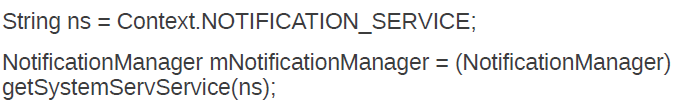 String ns = Context.NOTIFICATION_SERVICE;
NotificationManager mNotificationManager = (NotificationManager)
getSystemServService(ns);